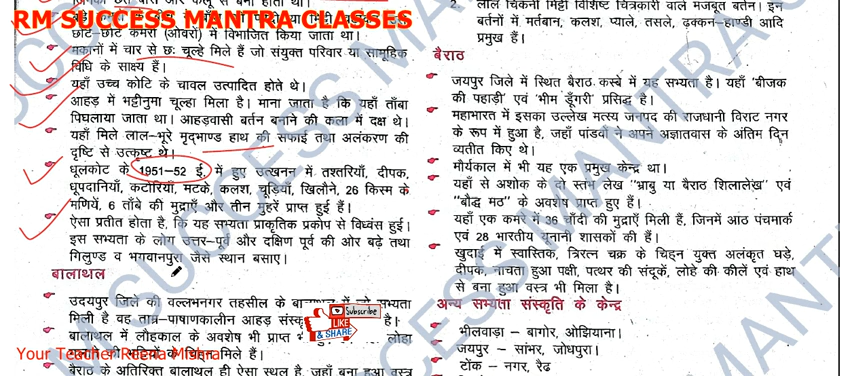 RM SUCCESS MANTRA CLASSES
छोटे-छोटे कमरों (ओवरों) में विभाजित किया जाता था।
मकानों में चार से छः चूल्हे मिले हैं जो संयुक्त परिवार या सामूहिक
विधि के साक्ष्य हैं।
यहाँ उच्च कोटि के चावल उत्पादित होते थे।
आहड़ में भट्टीनुमा चूल्हा मिला है। माना जाता है कि यहाँ ताँबा
पिघलाया जाता था। आहड़वासी बर्तन बनाने की कला में दक्ष थे।
यहाँ मिले लाल-भूरे मृद्भाण्ड हाथ की सफाई तथा अलंकरण की
दृष्टि से उत्कृष्ट थे।
धूलकोट के 1951-52 ई. में हुए उत्खनन में तश्तरियाँ, दीपक,
धूपदानियाँ, कटोरियाँ, मटके, कलश, चूड़ियाँ, खिलौने, 26 किस्म के
मणियें, 6 ताँबे की मुद्राएँ और तीन मुहरें प्राप्त हुई हैं।
ऐसा प्रतीत होता है, कि यह सभ्यता प्राकृतिक प्रकोप से विध्वंस हुई।
इस सभ्यता के लोग उत्तर-पूर्व और दक्षिण पूर्व की ओर बढ़े तथा
गिलुण्ड व भगवानपुरा जैसे स्थान बसाए।
बालाथल
उदयपुर जिले की वल्लभनगर तहसील के सभ्यता
मिली है वह ताम्र-पाषाणकालीन आहड़ है।
बालाथल में लौहकाल के अवशेष भी प्राप्त लोहा
के चिह्न मिले हैं।
बैराठ के अतिरिक्त बालाथल ही ऐसा स्थल है, जहाँ बुना हुआ वस्त्र
Subscribe
LIKE
& SHARE
Your Teacher Reena Mishra
2. लाल चिकनी मिट्टी विशिष्ट चित्रकारी वाले मजबूत बर्तन। इन
बर्तनों में मर्तबान, कलश, प्याले, तसले, ढ़क्कन-हाण्डी आदि
प्रमुख हैं।
बैराठ
जयपुर जिले में स्थित बैराठ कस्बे में यह सभ्यता है। यहाँ 'बीजक
की पहाड़ी' एवं 'भीम डूँगरी' प्रसिद्ध है।
महाभारत में इसका उल्लेख मत्स्य जनपद की राजधानी विराट नगर
के रूप में हुआ है, जहाँ पांडवों ने अपने अज्ञातवास के अंतिम दिन
व्यतीत किए थे।
मौर्यकाल में भी यह एक प्रमुख केन्द्र था।
यहाँ से अशोक के दो स्तंभ लेख "भाब्रु या बैराठ शिलालेख" एवं
"बौद्ध मठ" के अवशेष प्राप्त हुए हैं।
यहाँ एक कमरे में 36 चाँदी की मुद्राएँ मिली हैं, जिनमें आठ पंचमार्क
एवं 28 भारतीय यूनानी शासकों की हैं।
खुदाई में स्वास्तिक, त्रिरत्न चक्र के चिह्न युक्त अलंकृत घड़े,
दीपक, नाचता हुआ पक्षी, पत्थर की संदूकें, लोहे की कीलें एवं हाथ
से बना हुआ वस्त्र भी मिला है।
अन्य सभ्यता संस्कृति के केन्द्र
भीलवाड़ा - बागोर, ओझियाना।
जयपुर - सांभर, जोधपुरा।
टोंक - नगर, रैढ